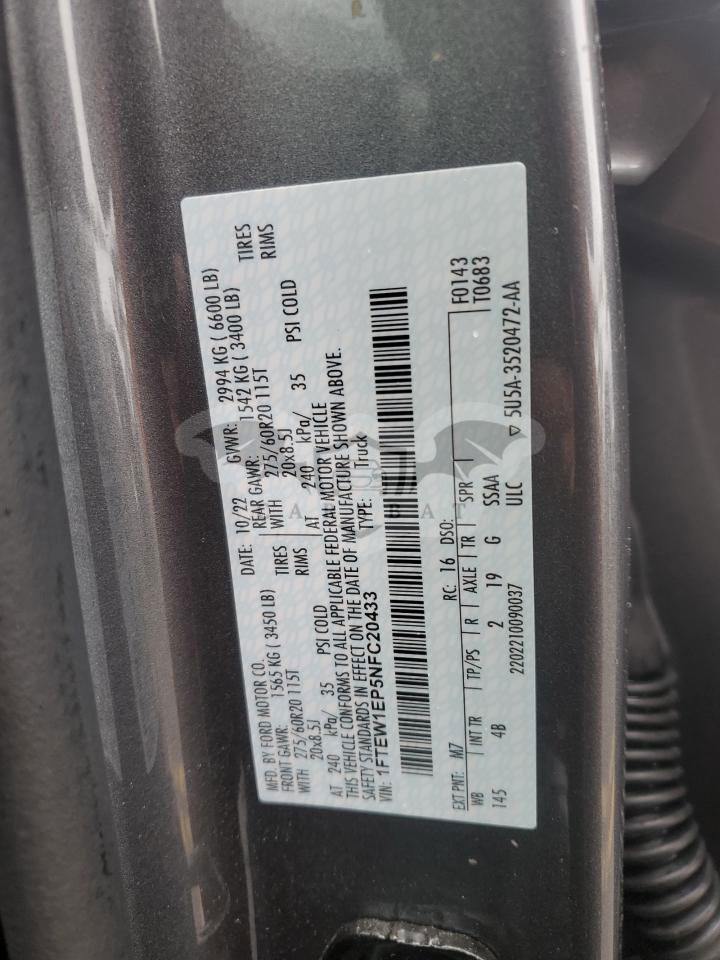 MFD. BY FORD MOTOR CO. DATE: 10/22 GVWR: 2994 KG ( 6600 LB)
FRONT GAWR: 1565 KG ( 3450 LB) REAR GAWR: 1542 KG ( 3400 LB)
WITH 275/60R20 115T TIRES WITH 275/60R20 115T TIRES
20x8.5J RIMS 20x8.5J RIMS
AT 240 kPa/ 35 PSI COLD AT 240 kPa/ 35 PSI COLD
THIS VEHICLE CONFORMS TO ALL APPLICABLE FEDERAL MOTOR VEHICLE
SAFETY STANDARDS IN EFFECT ON THE DATE OF MANUFACTURE SHOWN ABOVE.
VIN: 1FTEW1EP5NFC20433 TYPE: Truck
EXT PNT: M7 RC: 16 DSO: F0143
WB INT TR TP/PS R AXLE TR SPR T0683
145 4B 2 19 G SSAA
2202210090037 ULC ▽ 5U5A-3520472-AA